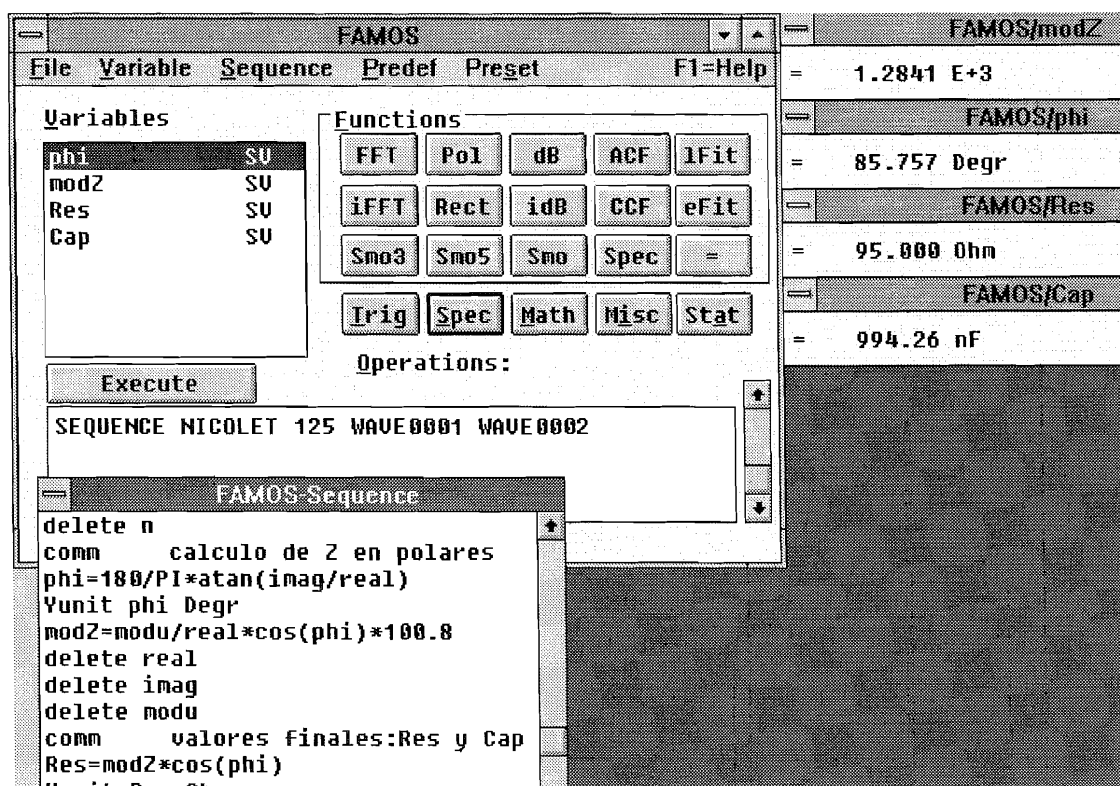 FAMOS
File Variable Sequence Predef Preset F1=Help
Variables
phi SV
modZ SV
Res SV
Cap SV
Functions
FFT Pol dB ACF lFit
iFFT Rect idB CCF eFit
Smo3 Smo5 Smo Spec =
Trig Spec Math Misc Stat
Operations:
Execute
SEQUENCE NICOLET 125 WAVE0001 WAVE0002
FAMOS-Sequence
delete n
comm calculo de Z en polares
phi=180/PI*atan(imag/real)
Yunit phi Degr
modZ=modu/real*cos(phi)*100.8
delete real
delete imag
delete modu
comm valores finales:Res y Cap
Res=modZ*cos(phi)
FAMOS/modZ
= 1.2841 E+3
FAMOS/phi
= 85.757 Degr
FAMOS/Res
= 95.000 Ohm
FAMOS/Cap
= 994.26 nF